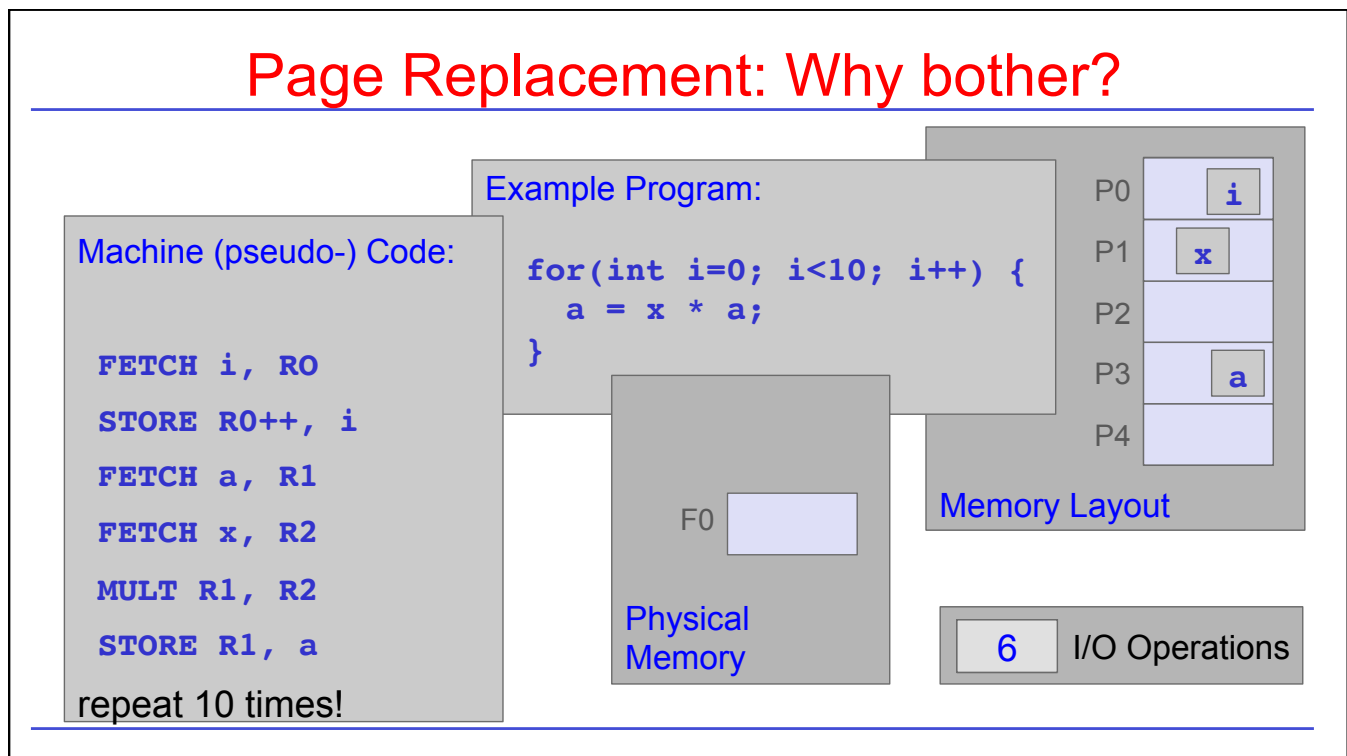 Page Replacement: Why bother?
Machine (pseudo-) Code:
FETCH i, RO
STORE R0++, i
FETCH a, R1
FETCH x, R2
MULT R1, R2
STORE R1, a
repeat 10 times!
Example Program:
for(int i=0; i<10; i++) {
a = x * a;
}
F0
Physical
Memory
P0 i
P1 x
P2
P3 a
P4
Memory Layout
6 I/O Operations